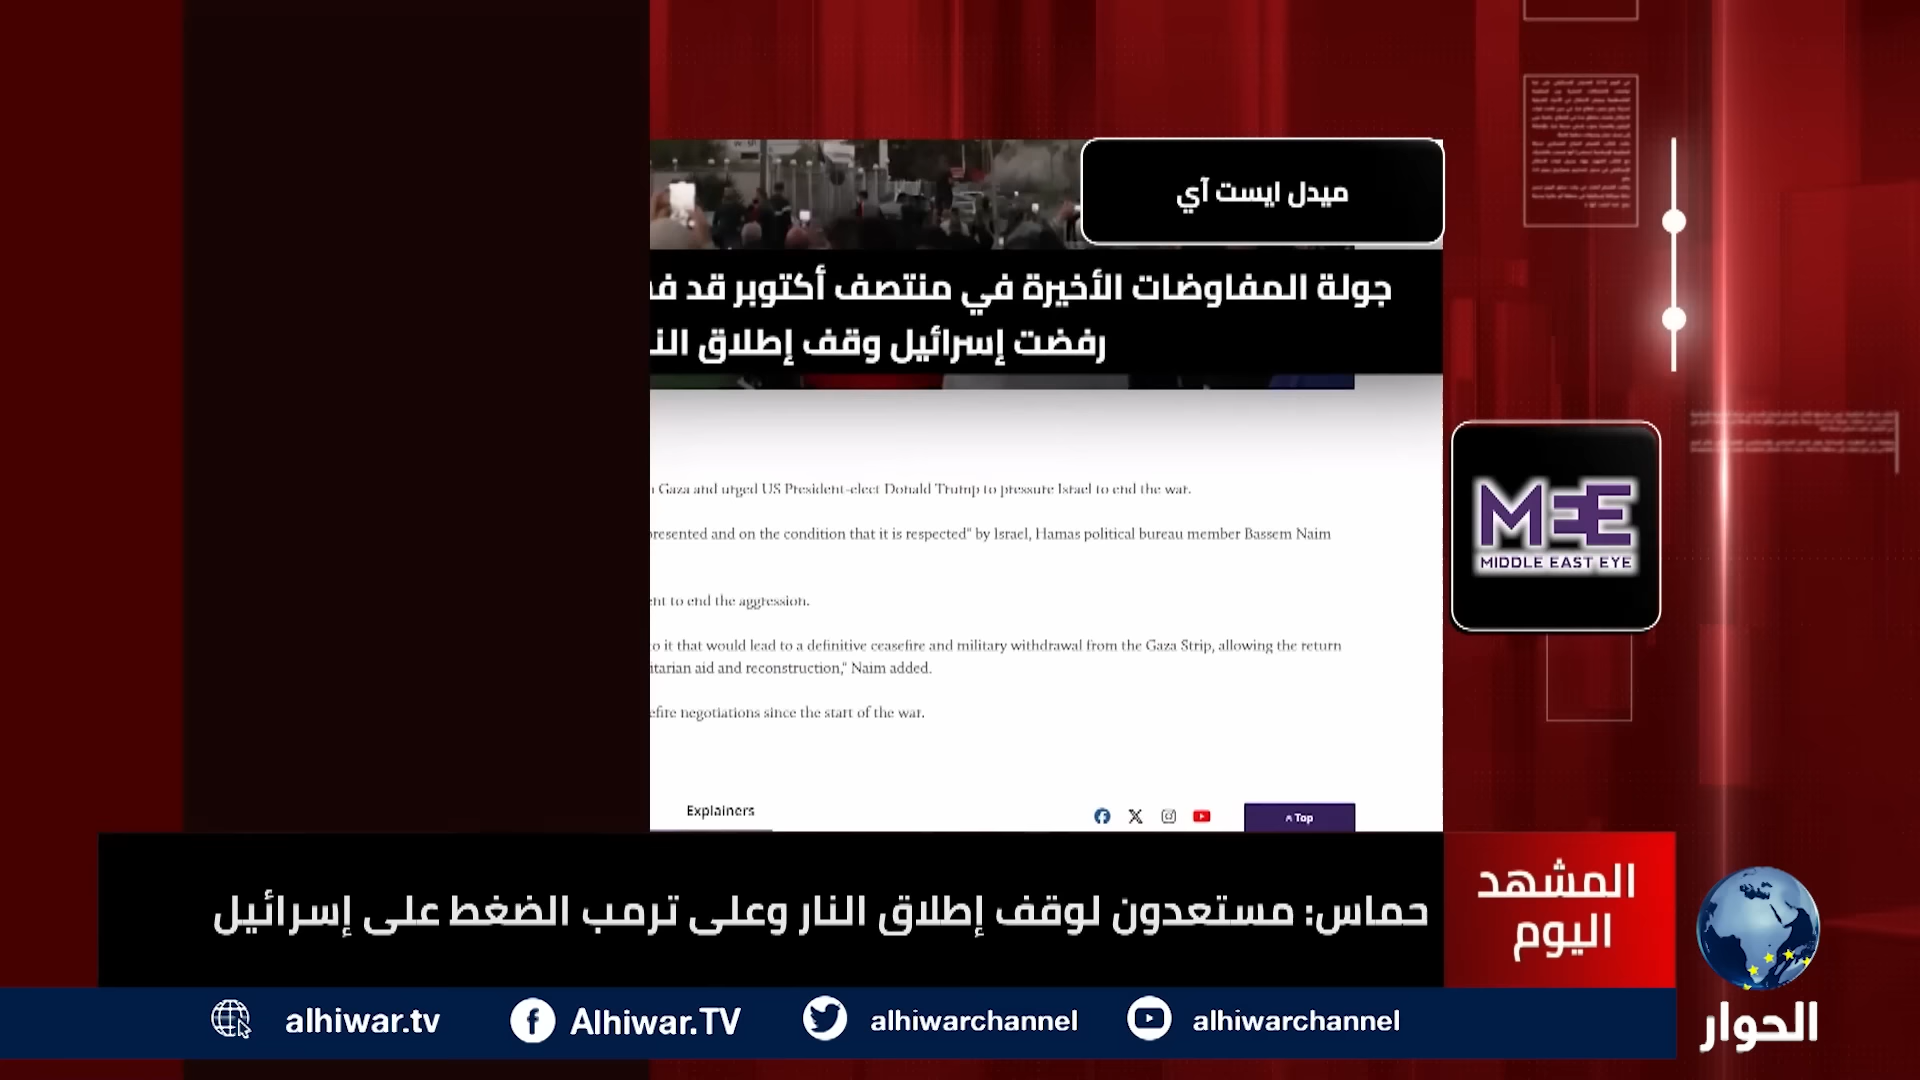 ميدل ايست آي
جولة المفاوضات الأخيرة في منتصف أكتوبر قد
رفضت إسرائيل وقف إطلاق
Gaza and urged US President-elect Donald Trump to pressure Israel to end the war.
presented and on the condition that it is respected" by Israel, Hamas political bureau member Bassem Naim
to end the aggression.
to it that would lead to a definitive ceasefire and military withdrawal from the Gaza Strip, allowing the return
aid and reconstruction," Naim added.
negotiations since the start of the war.
Explainers
Top
MEE
MIDDLE EAST EYE
المشهد
اليوم
حماس: مستعدون لوقف إطلاق النار وعلى ترمب الضغط على إسرائيل
alhiwar.tv
Alhiwar.TV
alhiwarchannel
alhiwarchannel
الحوار